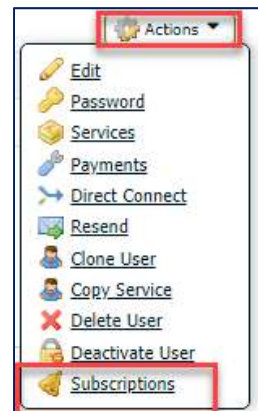 Actions
Edit
Password
Services
Payments
Direct Connect
Resend
Clone User
Copy Service
Delete User
Deactivate User
Subscriptions